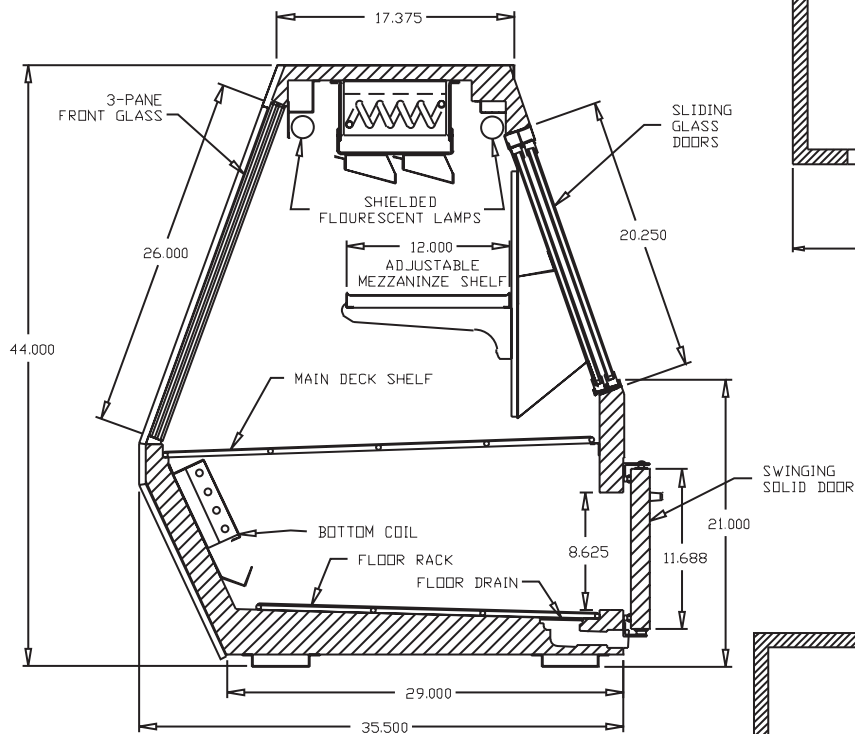 17.375
3-PANE
FRONT GLASS
SLIDING
GLASS
DOORS
SHIELDED
FLOURESCENT LAMPS
20.250
26.000
12.000
ADJUSTABLE
MEZZANINZE SHELF
44.000
MAIN DECK SHELF
SWINGING
SOLID DOOR
21.000
BOTTOM COIL
8.625
11.688
FLOOR RACK
FLOOR DRAIN
29.000
35.500